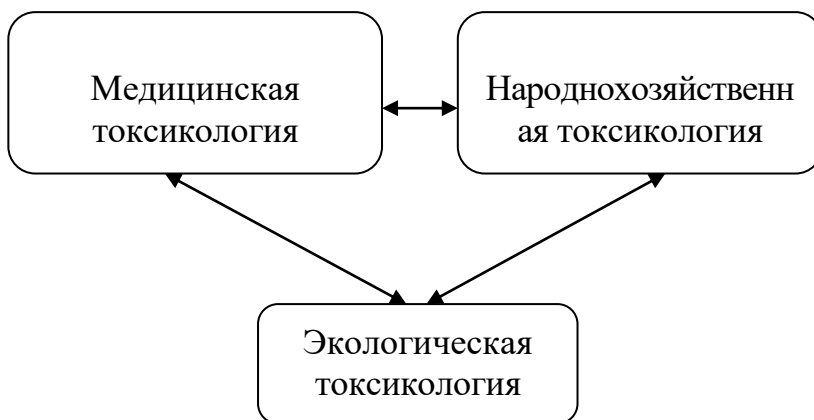 Медицинская
токсикология
Народнохозяйственн
ая токсикология
Экологическая
токсикология